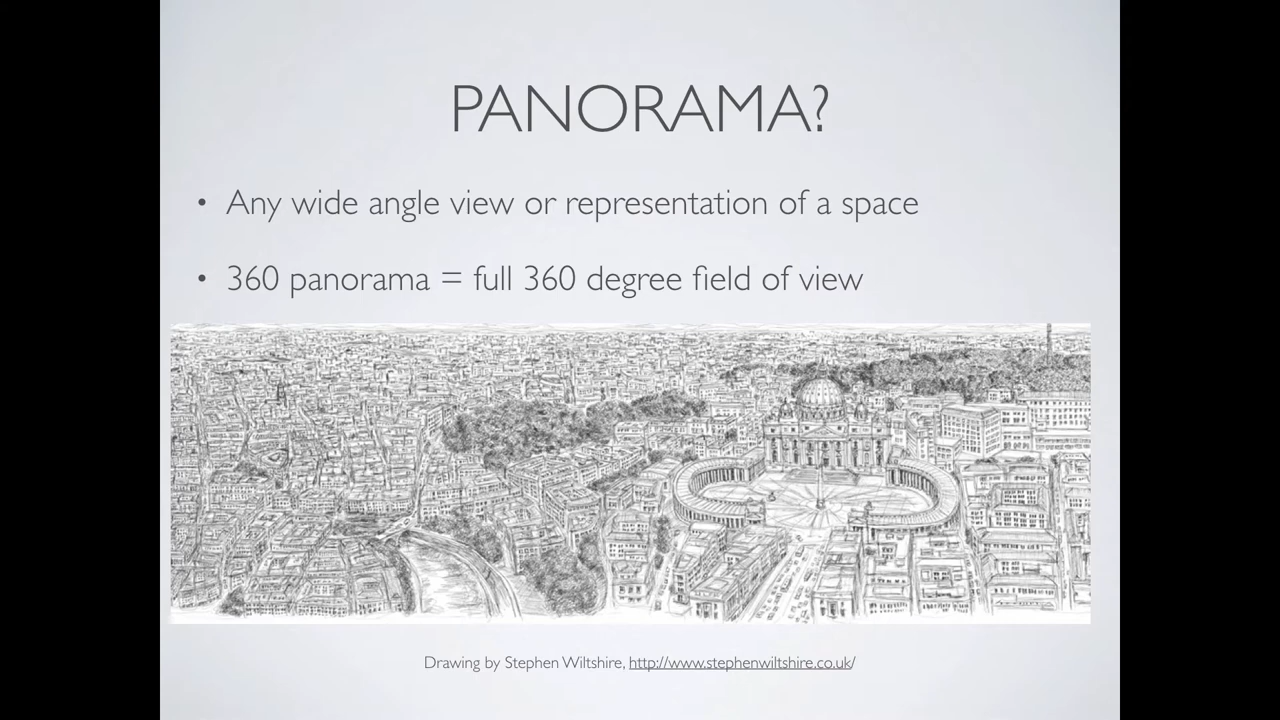 PANORAMA?
• Any wide angle view or representation of a space
• 360 panorama = full 360 degree field of view
Drawing by Stephen Wiltshire, http://www.stephenwiltshire.co.uk/